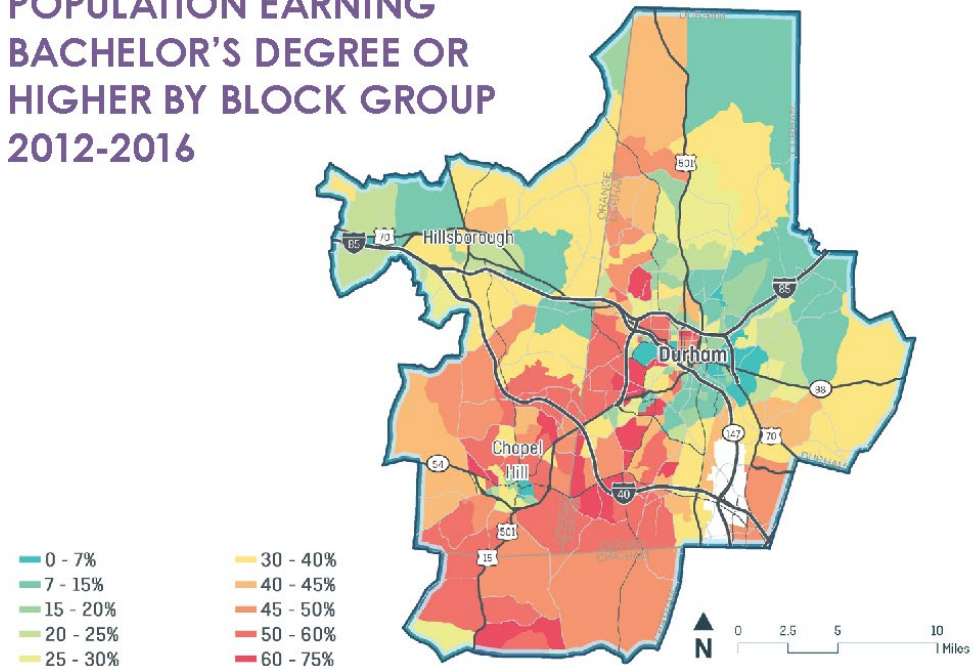 POPULATION EARNING
BACHELOR'S DEGREE OR
HIGHER BY BLOCK GROUP
2012-2016
501
ORANGE
DURHAM
85
70
Hillsborough
85
Durham
98
147
70
Chapel
Hill
54
40
501
15
0 - 7%
7 - 15%
15 - 20%
20 - 25%
25 - 30%
30 - 40%
40 - 45%
45 - 50%
50 - 60%
60 - 75%
N
0
2.5
5
10
Miles